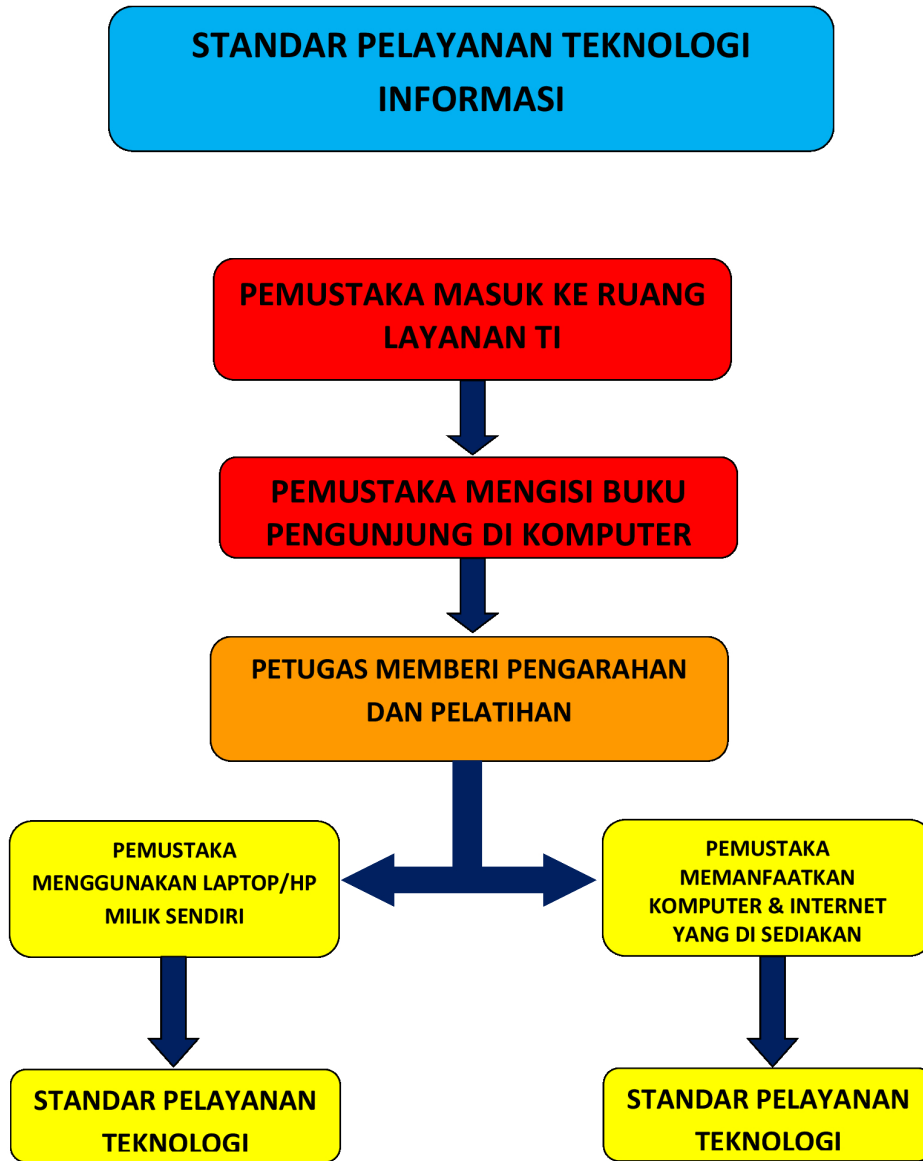 STANDAR PELAYANAN TEKNOLOGI
INFORMASI
PEMUSTAKA MASUK KE RUANG
LAYANAN TI
PEMUSTAKA MENGISI BUKU
PENGUNJUNG DI KOMPUTER
PETUGAS MEMBERI PENGARAHAN
DAN PELATIHAN
PEMUSTAKA
MENGGUNAKAN LAPTOP/HP
MILIK SENDIRI
PEMUSTAKA
MEMANFAATKAN
KOMPUTER & INTERNET
YANG DI SEDIAKAN
STANDAR PELAYANAN
TEKNOLOGI
STANDAR PELAYANAN
TEKNOLOGI